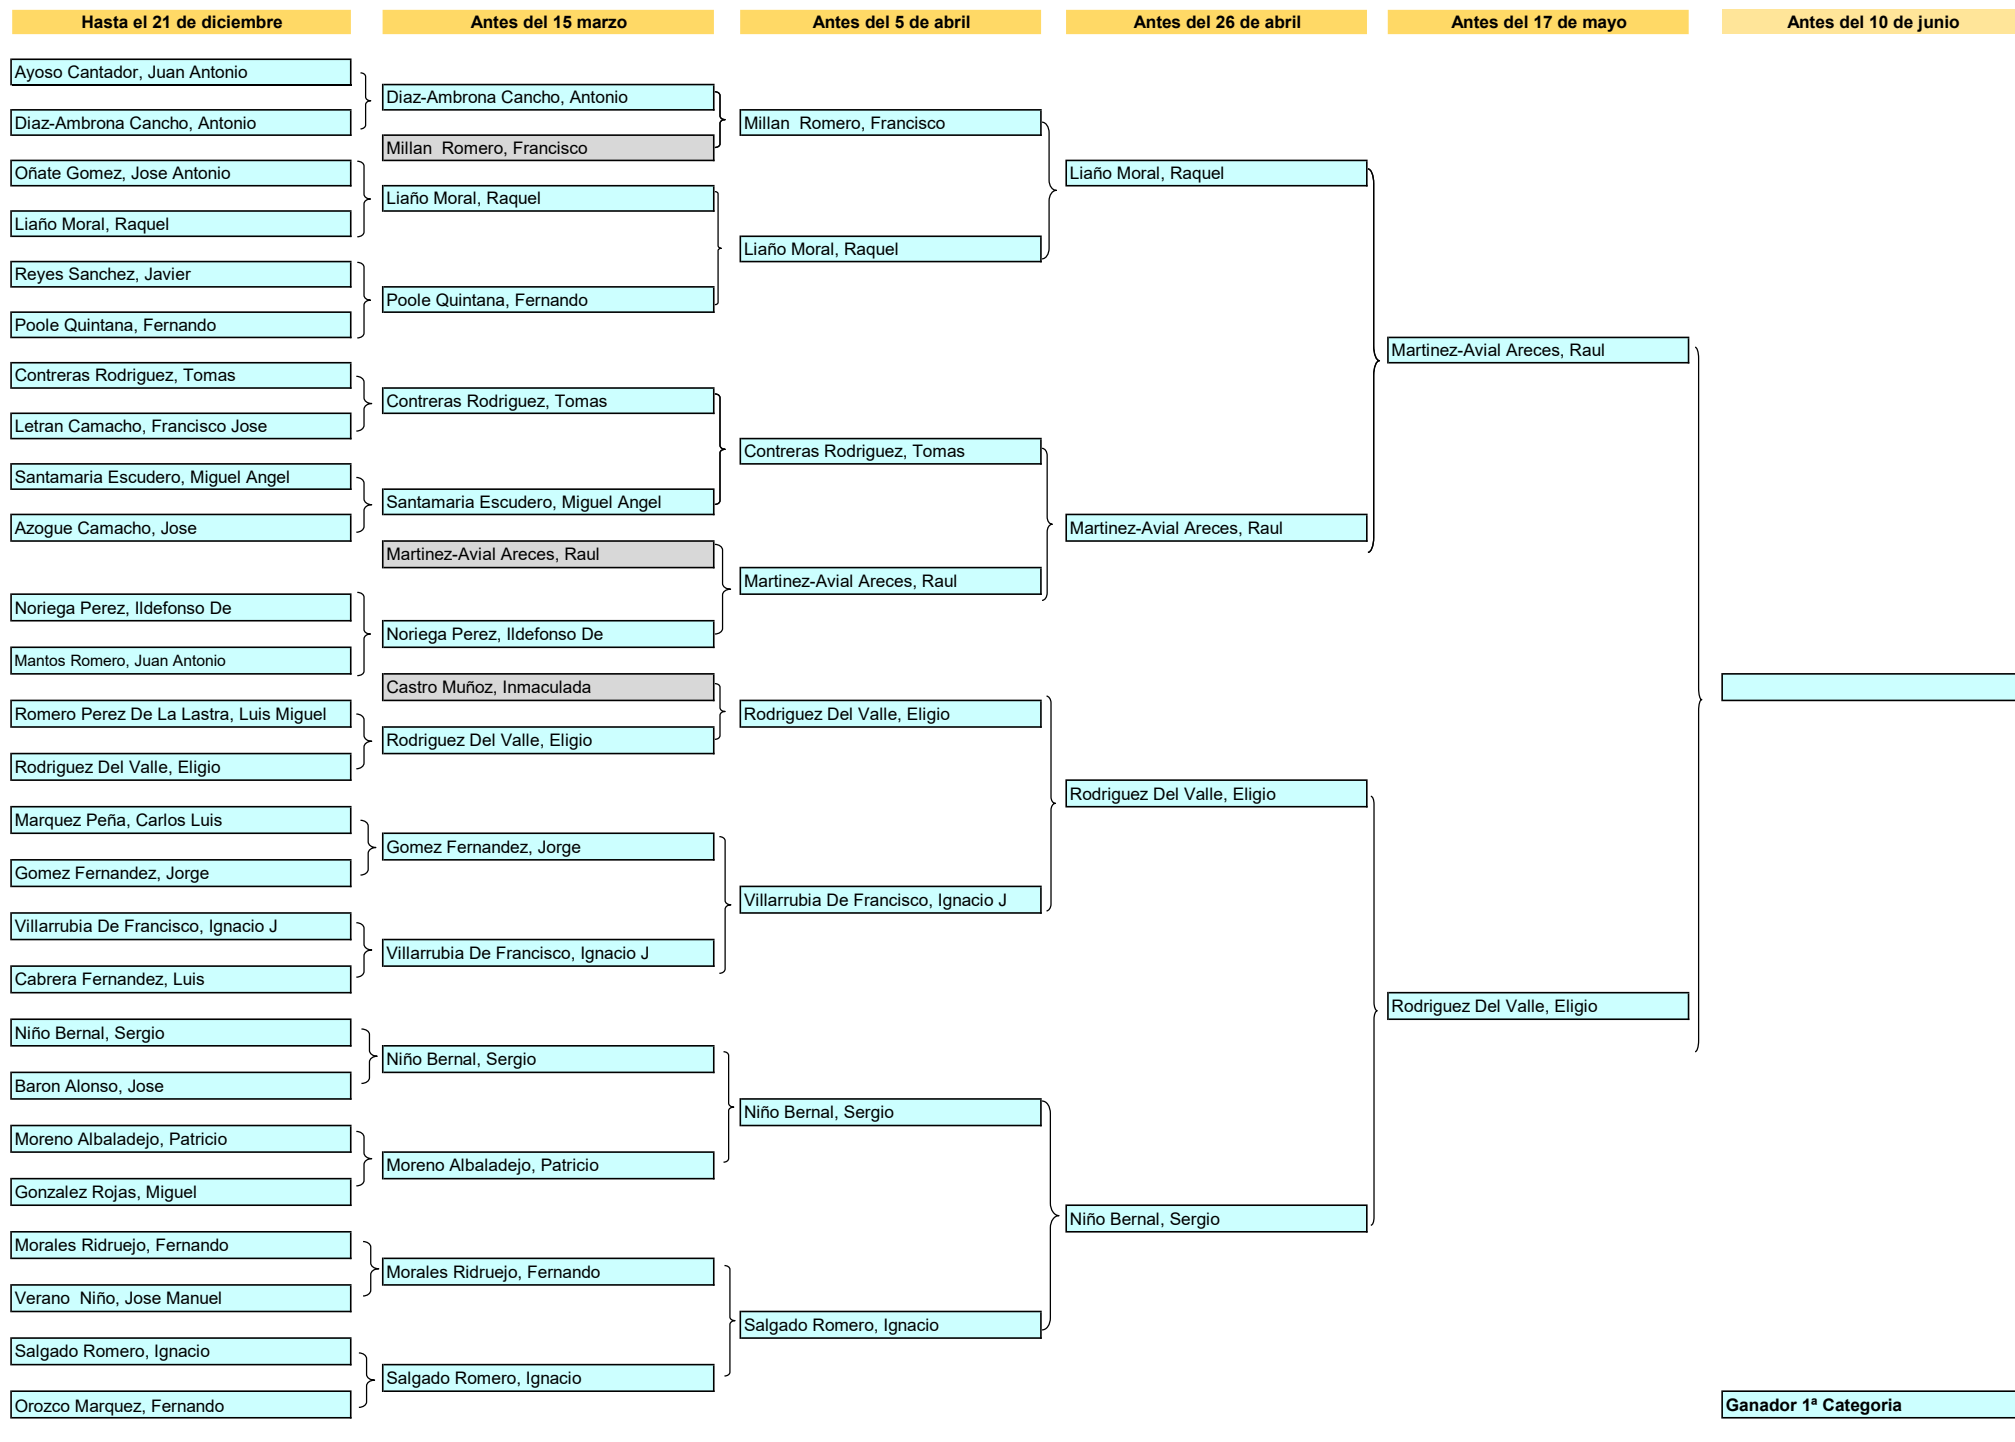 Hasta el 21 de diciembre
Antes del 15 marzo
Antes del 5 de abril
Antes del 26 de abril
Antes del 17 de mayo
Antes del 10 de junio
Ayoso Cantador, Juan Antonio
Diaz-Ambrona Cancho, Antonio
Oñate Gomez, Jose Antonio
Liaño Moral, Raquel
Reyes Sanchez, Javier
Poole Quintana, Fernando
Contreras Rodriguez, Tomas
Letran Camacho, Francisco Jose
Santamaria Escudero, Miguel Angel
Azogue Camacho, Jose
Noriega Perez, Ildefonso De
Mantos Romero, Juan Antonio
Romero Perez De La Lastra, Luis Miguel
Rodriguez Del Valle, Eligio
Marquez Peña, Carlos Luis
Gomez Fernandez, Jorge
Villarrubia De Francisco, Ignacio J
Cabrera Fernandez, Luis
Niño Bernal, Sergio
Baron Alonso, Jose
Moreno Albaladejo, Patricio
Gonzalez Rojas, Miguel
Morales Ridruejo, Fernando
Verano  Niño, Jose Manuel
Salgado Romero, Ignacio
Orozco Marquez, Fernando
Diaz-Ambrona Cancho, Antonio
Millan  Romero, Francisco
Liaño Moral, Raquel
Poole Quintana, Fernando
Contreras Rodriguez, Tomas
Santamaria Escudero, Miguel Angel
Martinez-Avial Areces, Raul
Noriega Perez, Ildefonso De
Castro Muñoz, Inmaculada
Rodriguez Del Valle, Eligio
Gomez Fernandez, Jorge
Villarrubia De Francisco, Ignacio J
Niño Bernal, Sergio
Moreno Albaladejo, Patricio
Morales Ridruejo, Fernando
Salgado Romero, Ignacio
Millan  Romero, Francisco
Liaño Moral, Raquel
Contreras Rodriguez, Tomas
Martinez-Avial Areces, Raul
Rodriguez Del Valle, Eligio
Villarrubia De Francisco, Ignacio J
Niño Bernal, Sergio
Salgado Romero, Ignacio
Liaño Moral, Raquel
Martinez-Avial Areces, Raul
Rodriguez Del Valle, Eligio
Niño Bernal, Sergio
Martinez-Avial Areces, Raul
Rodriguez Del Valle, Eligio
Ganador 1ª Categoria